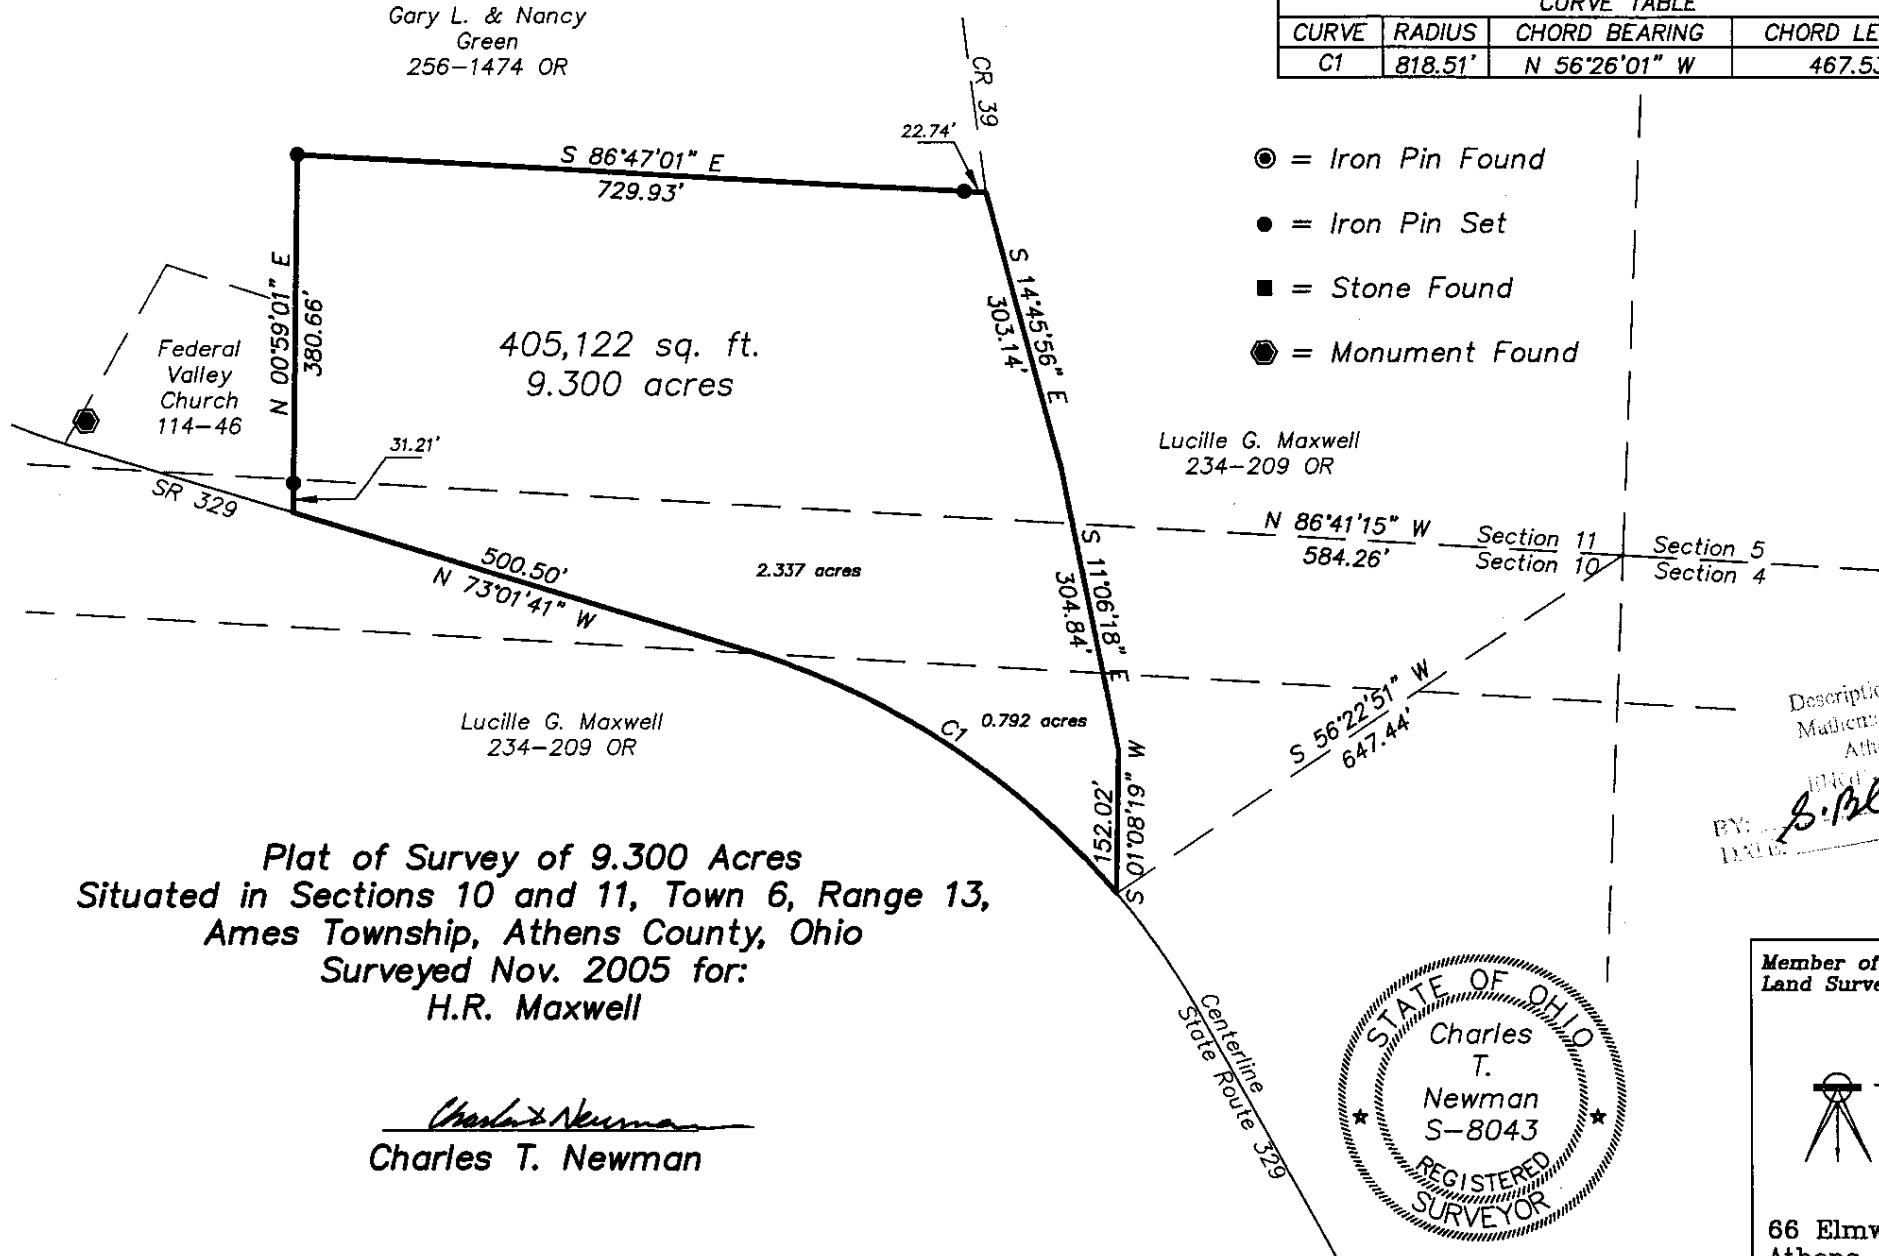 Gary L. & Nancy
Green
256-1474 OR
CURVE TABLE
CURVE RADIUS CHORD BEARING
C1 818.51' N 56°26'01" W
CR 39
22.74'
S 86°47'01" E
729.93'
= Iron Pin Found
= Iron Pin Set
= Stone Found
= Monument Found
N 00°59'01" E
380.66'
S 14°45'56" E
303.14'
405,122 sq. ft.
9.300 acres
Federal
Valley
Church
114-46
31.21'
SR 329
Lucille G. Maxwell
234-209 OR
N 86°41'15" W
584.26'
Section 11
Section 10
Section 5
Section 4
500.50'
N 73°01'41" W
2.337 acres
S 11°06'18" E
304.84'
S 56°22'51" W
647.44'
Lucille G. Maxwell
234-209 OR
C1
0.792 acres
152.02'
S 01°08'19" W
BY:
Plat of Survey of 9.300 Acres
Situated in Sections 10 and 11, Town 6, Range 13,
Ames Township, Athens County, Ohio
Surveyed Nov. 2005 for:
H.R. Maxwell
Charles T. Newman
Charles T. Newman
Centerline
State Route 329
STATE OF OHIO
Charles
T.
Newman
S-8043
REGISTERED
SURVEYOR
Member of
Land
66